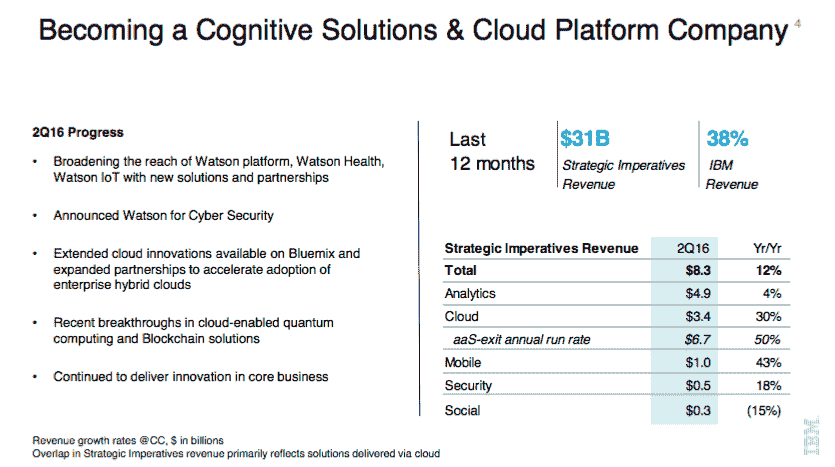 Becoming a Cognitive Solutions & Cloud Platform Company 4
2Q16 Progress
• Broadening the reach of Watson platform, Watson Health,
Watson IoT with new solutions and partnerships
• Announced Watson for Cyber Security
• Extended cloud innovations available on Bluemix and
expanded partnerships to accelerate adoption of
enterprise hybrid clouds
• Recent breakthroughs in cloud-enabled quantum
computing and Blockchain solutions
• Continued to deliver innovation in core business
Last
12 months
$31B
Strategic Imperatives
Revenue
38%
IBM
Revenue
Strategic Imperatives Revenue 2Q16 Yr/Yr
Total $8.3 12%
Analytics $4.9 4%
Cloud $3.4 30%
aaS-exit annual run rate $6.7 50%
Mobile $1.0 43%
Security $0.5 18%
Social $0.3 (15%)
Revenue growth rates @CC, $ in billions
Overlap in Strategic Imperatives revenue primarily reflects solutions delivered via cloud
IBM